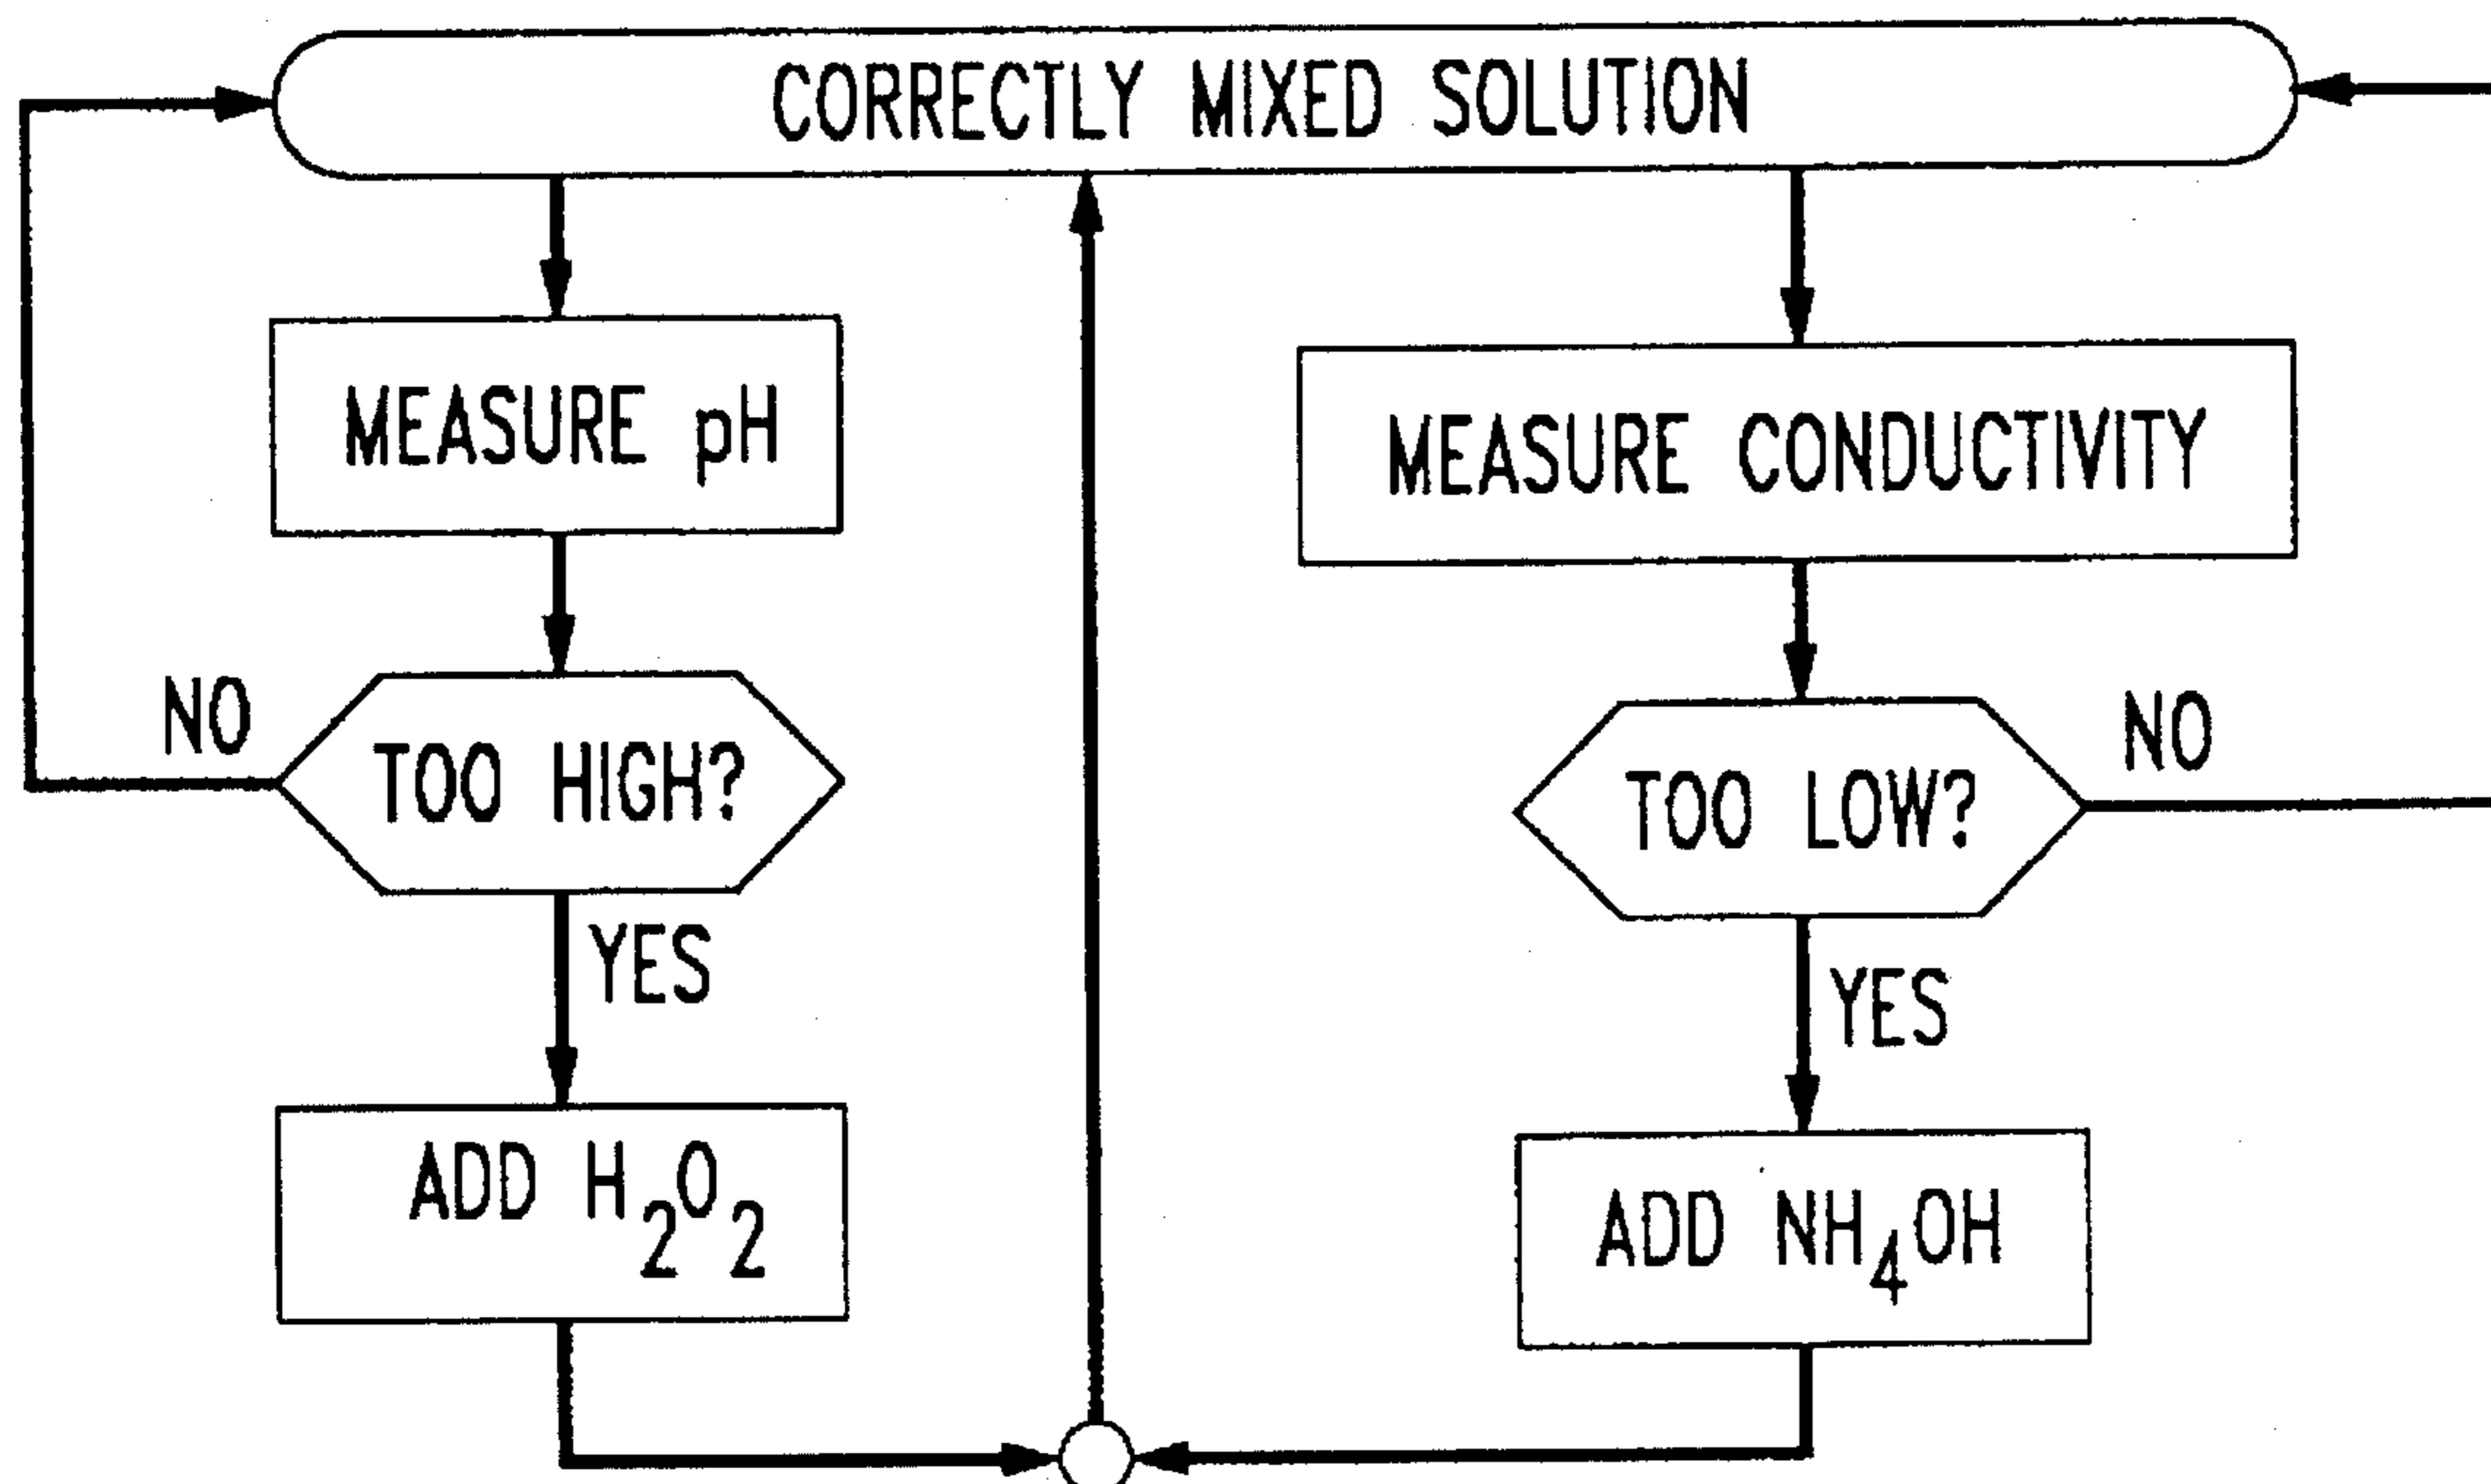 CORRECTLY MIXED SOLUTION
MEASURE pH
MEASURE CONDUCTIVITY
NO
TOO HIGH?
TOO LOW?
NO
YES
YES
ADD H₂O₂
ADD NH₄OH